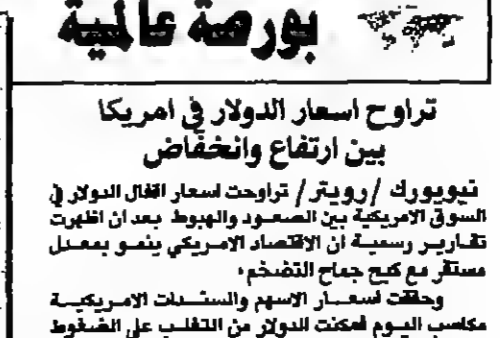 بورصة عالمية
تراوح اسعار الدولار في امريكا
بين ارتفاع وانخفاض
نيويورك /رويتر/ تراوحت اسعار اقفال الدولار في
السوق الامريكية بين الصعود والهبوط بعد ان اظهرت
تقارير رسمية ان الاقتصاد الامريكي ينمو بمعدل
مستقر مع كبح جماح التضخم٠
وحققت اسعار الاسهم والسندات الامريكية
مكاسب اليوم فمكنت الدولار من التغلب على الضغوط